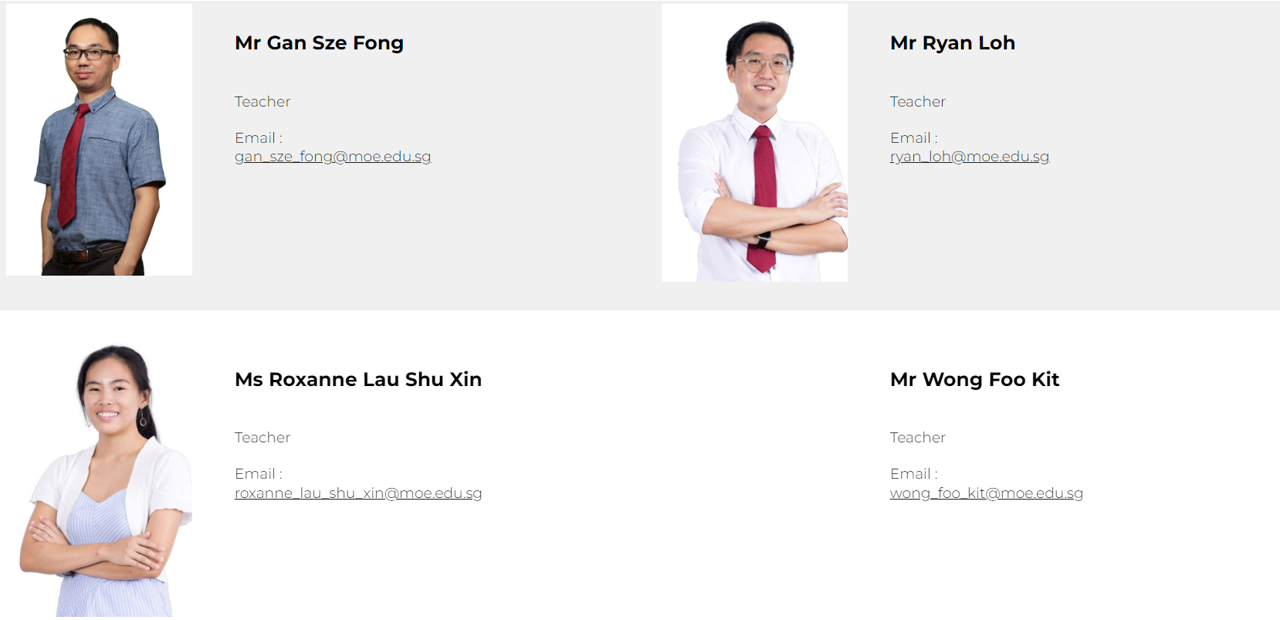 Mr Gan Sze Fong
Teacher
Email :
gan_sze_fong@moe.edu.sg
Mr Ryan Loh
Teacher
Email :
ryan_loh@moe.edu.sg
Ms Roxanne Lau Shu Xin
Teacher
Email :
roxanne_lau_shu_xin@moe.edu.sg
Mr Wong Foo Kit
Teacher
Email :
wong_foo_kit@moe.edu.sg